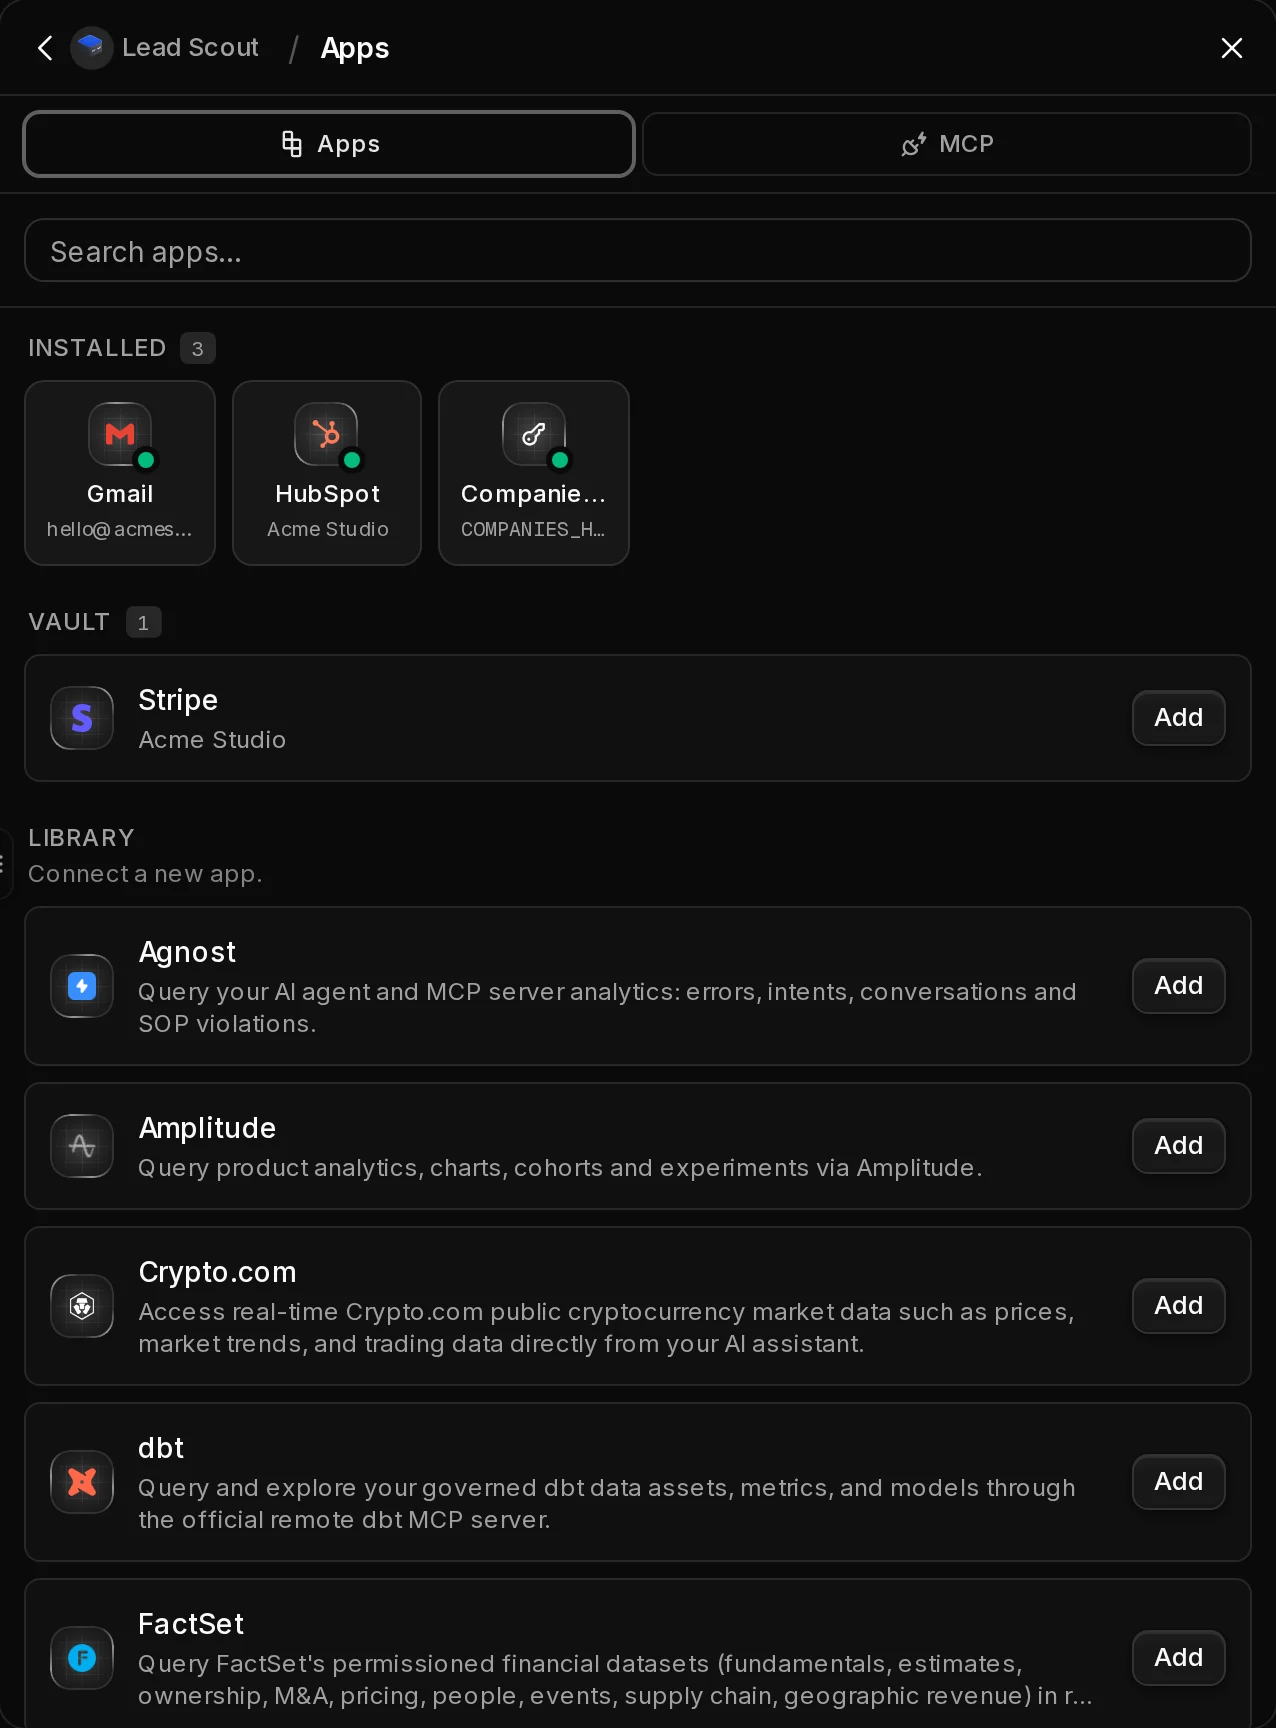 Lead Scout / Apps
Apps
MCP
Search apps...
INSTALLED 3
Gmail
hello@acmes...
HubSpot
Acme Studio
Companie...
COMPANIES_H…
VAULT 1
Stripe
Acme Studio
Add
LIBRARY
Connect a new app.
Agnost
Query your AI agent and MCP server analytics: errors, intents, conversations and
SOP violations.
Add
Amplitude
Query product analytics, charts, cohorts and experiments via Amplitude.
Add
Crypto.com
Access real-time Crypto.com public cryptocurrency market data such as prices,
market trends, and trading data directly from your AI assistant.
Add
dbt
Query and explore your governed dbt data assets, metrics, and models through
the official remote dbt MCP server.
Add
FactSet
Query FactSet's permissioned financial datasets (fundamentals, estimates,
ownership, M&A, pricing, people, events, supply chain, geographic revenue) in r...
Add